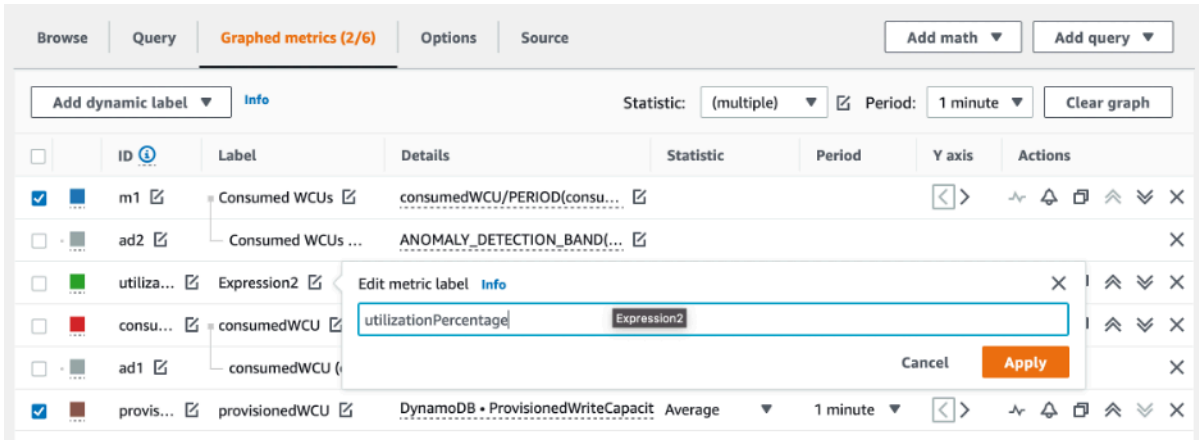 Browse Query Graphed metrics (2/6) Options Source Add math Add query
Add dynamic label Info Statistic: (multiple) Period: 1 minute Clear graph
ID Label Details Statistic Period Y axis Actions
m1 Consumed WCUs consumedWCU/PERIOD(consu...
ad2 Consumed WCUs ... ANOMALY_DETECTION_BAND(...
utiliza... Expression2 Edit metric label Info
utilizationPercentage Expression2
consu... consumedWCU
Cancel Apply
ad1 consumedWCU (
provis... provisionedWCU DynamoDB • ProvisionedWriteCapacit Average 1 minute